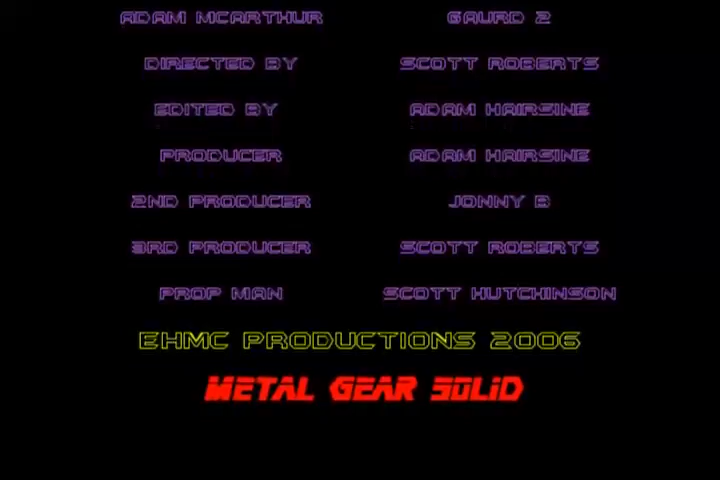 ADAM MCARTHUR GAURD 2
DIRECTED BY SCOTT ROBERTS
EDITED BY ADAM HAIRSINE
PRODUCER ADAM HAIRSINE
2ND PRODUCER JONNY B
3RD PRODUCER SCOTT ROBERTS
PROP MAN SCOTT HUTCHINSON
EHMC PRODUCTIONS 2006
METAL GEAR SOLID